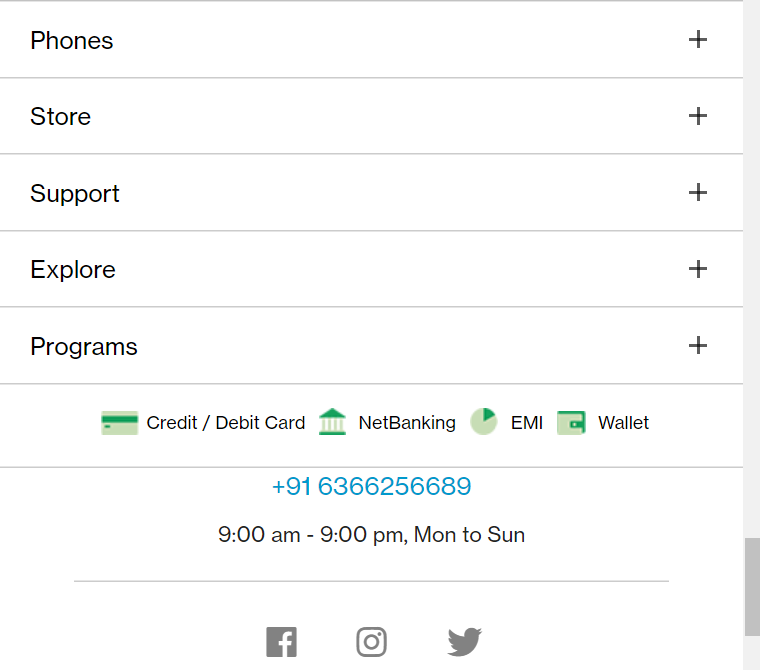 Phones
Store
Support
Explore
Programs
Credit / Debit Card NetBanking EMI Wallet
+91 6366256689
9:00 am - 9:00 pm, Mon to Sun